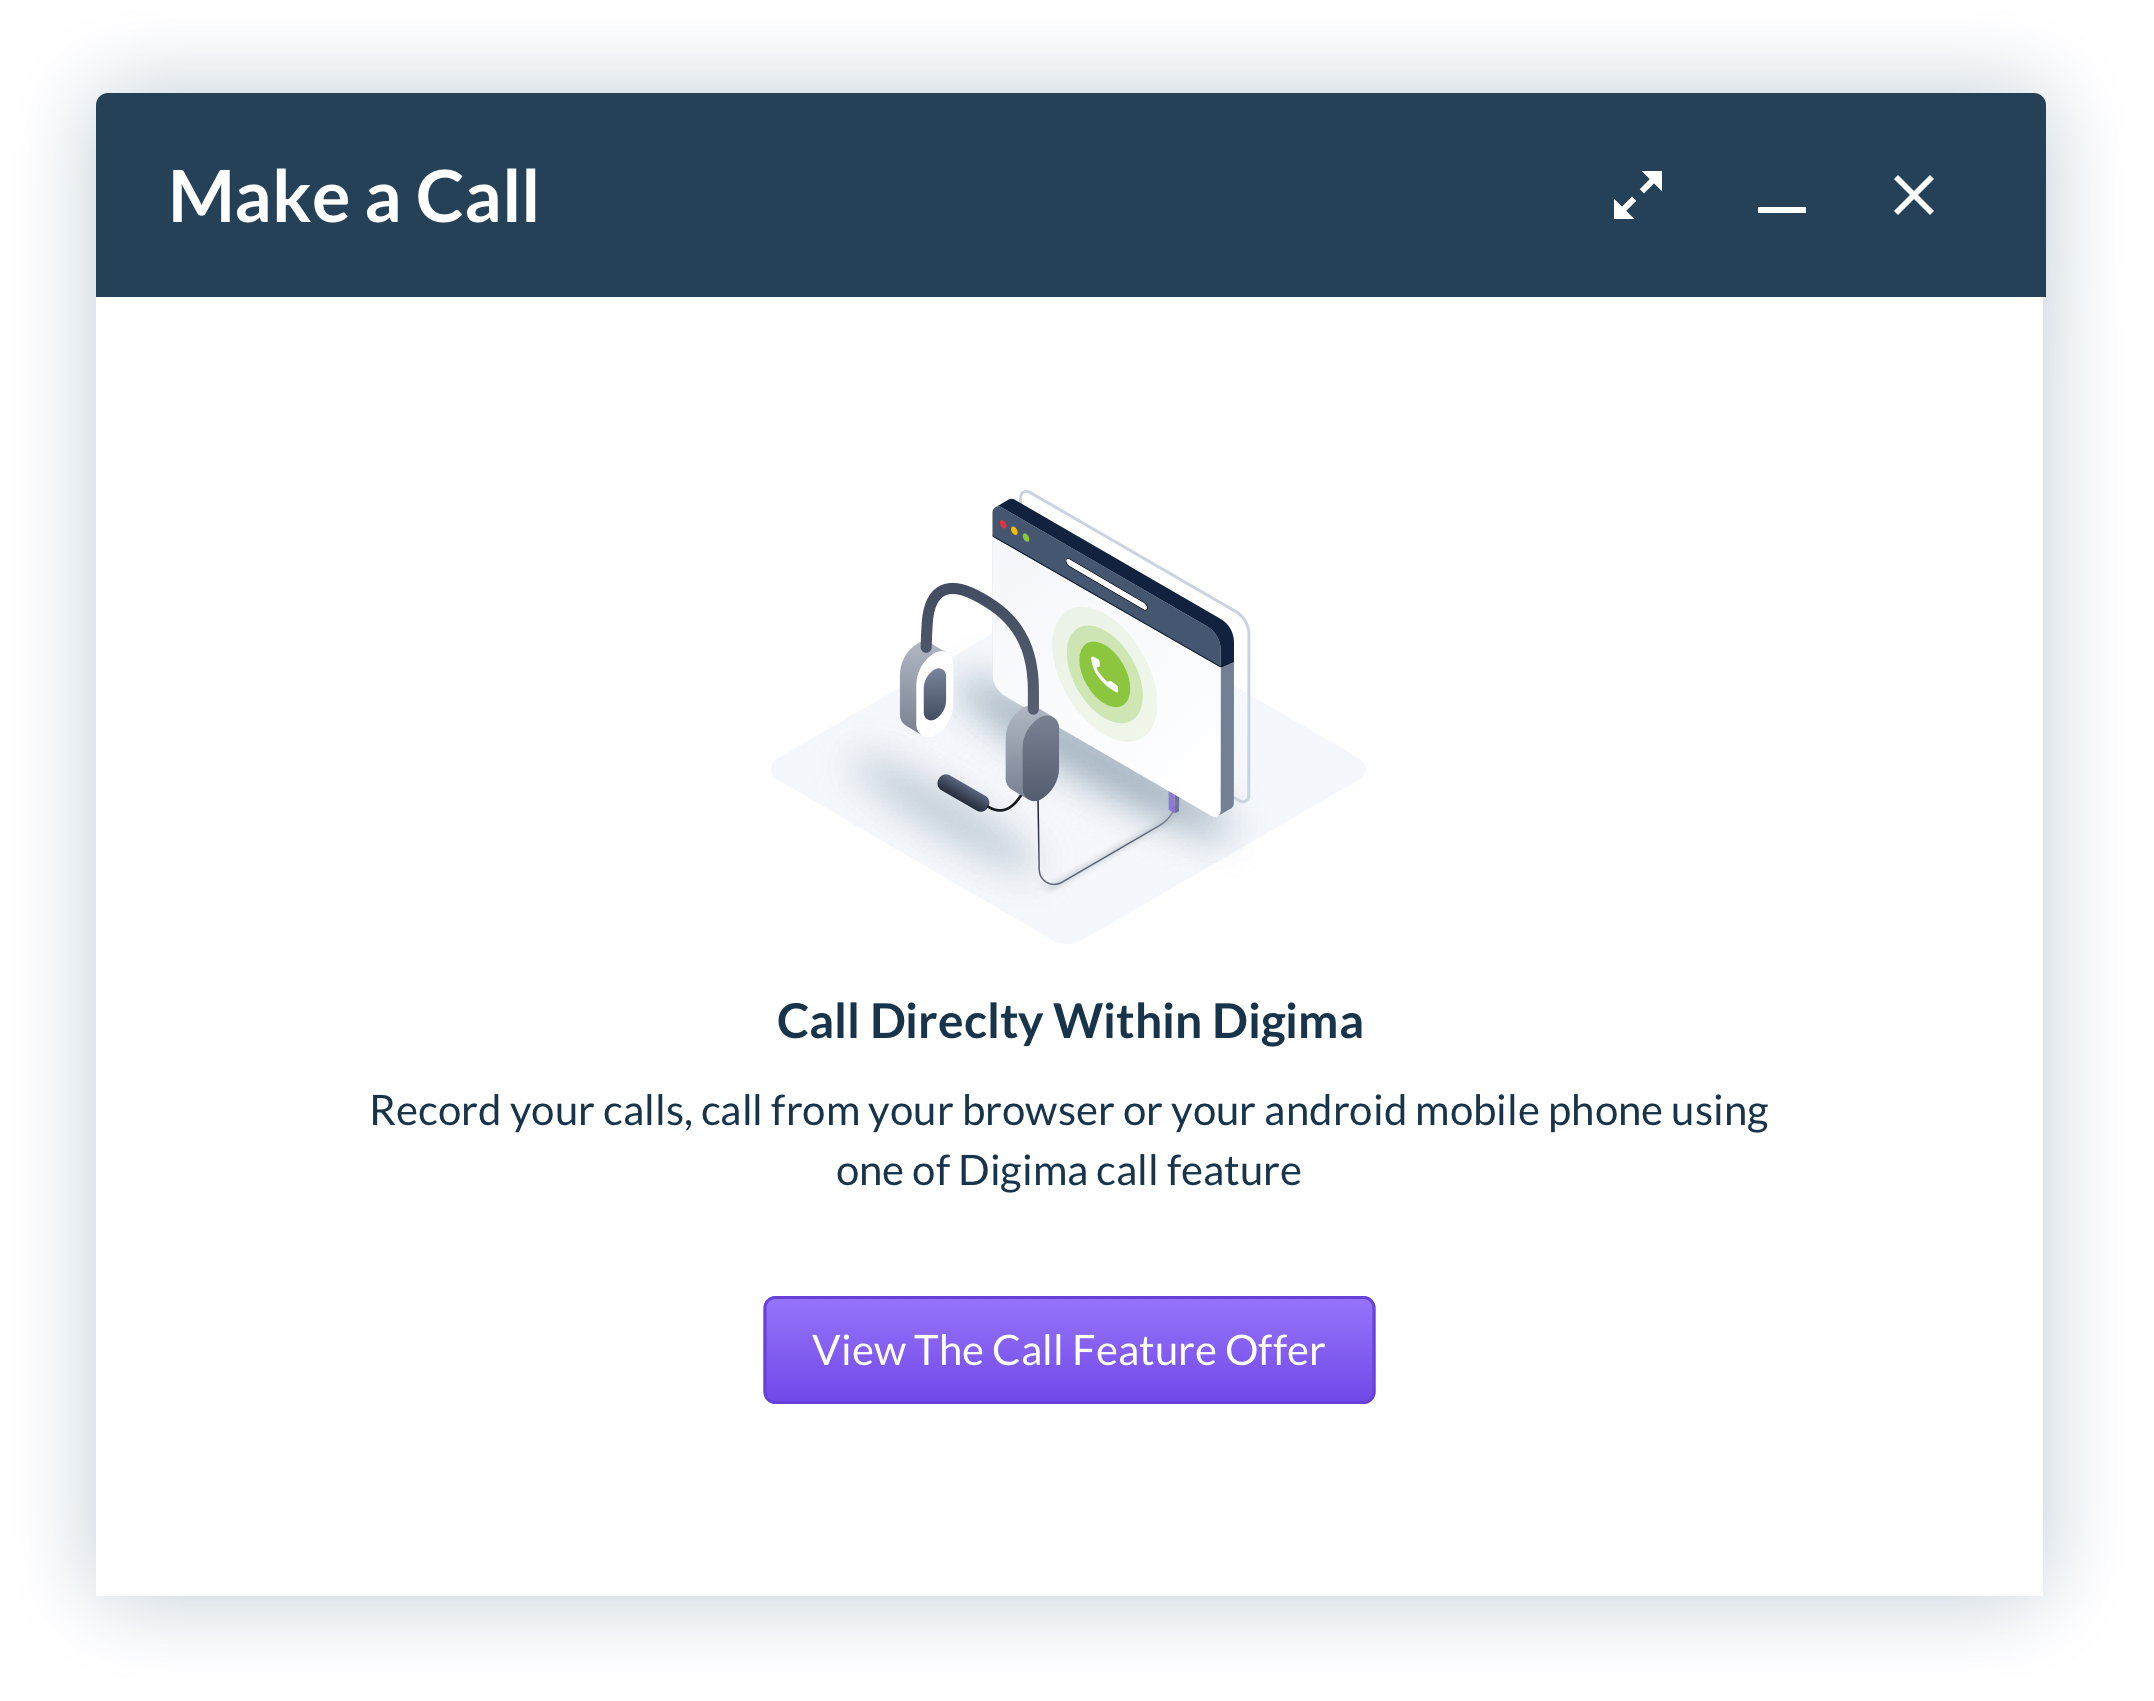 Make a Call
Call Direclty Within Digima
Record your calls, call from your browser or your android mobile phone using
one of Digima call feature
View The Call Feature Offer